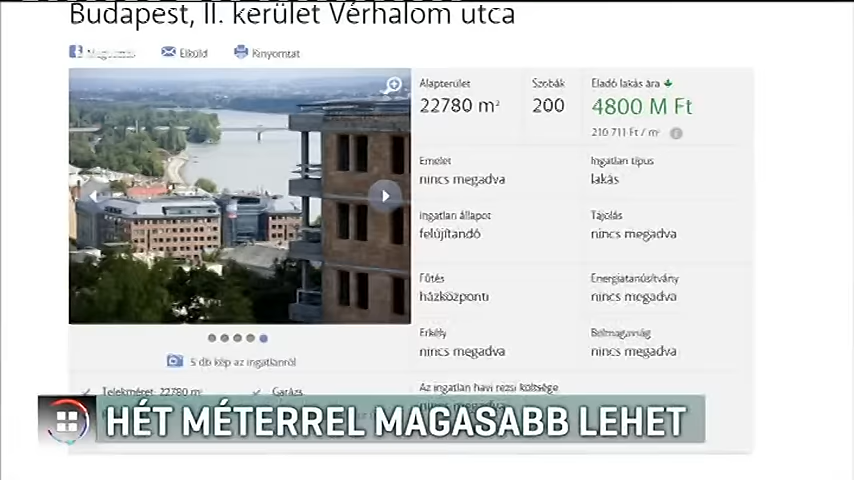 Budapest, II. kerület Vérhalom utca
Elküld
Kinyomtat
Alapterület
Szobák
Eladó lakás ára
22780 m²
200
4800 M Ft
210 711 Ft / m²
Emelet
Ingatlan típus
nincs megadva
lakás
Ingatlan állapot
Tájolás
felújítandó
nincs megadva
Fűtés
Energiatanúsítvány
házközponti
nincs megadva
Erkély
Belmagasság
nincs megadva
nincs megadva
5 db kép az ingatlanról
Az ingatlan havi rezsi költsége
Telekméret: 22780 m²
Garázs
HÉT MÉTERREL MAGASABB LEHET